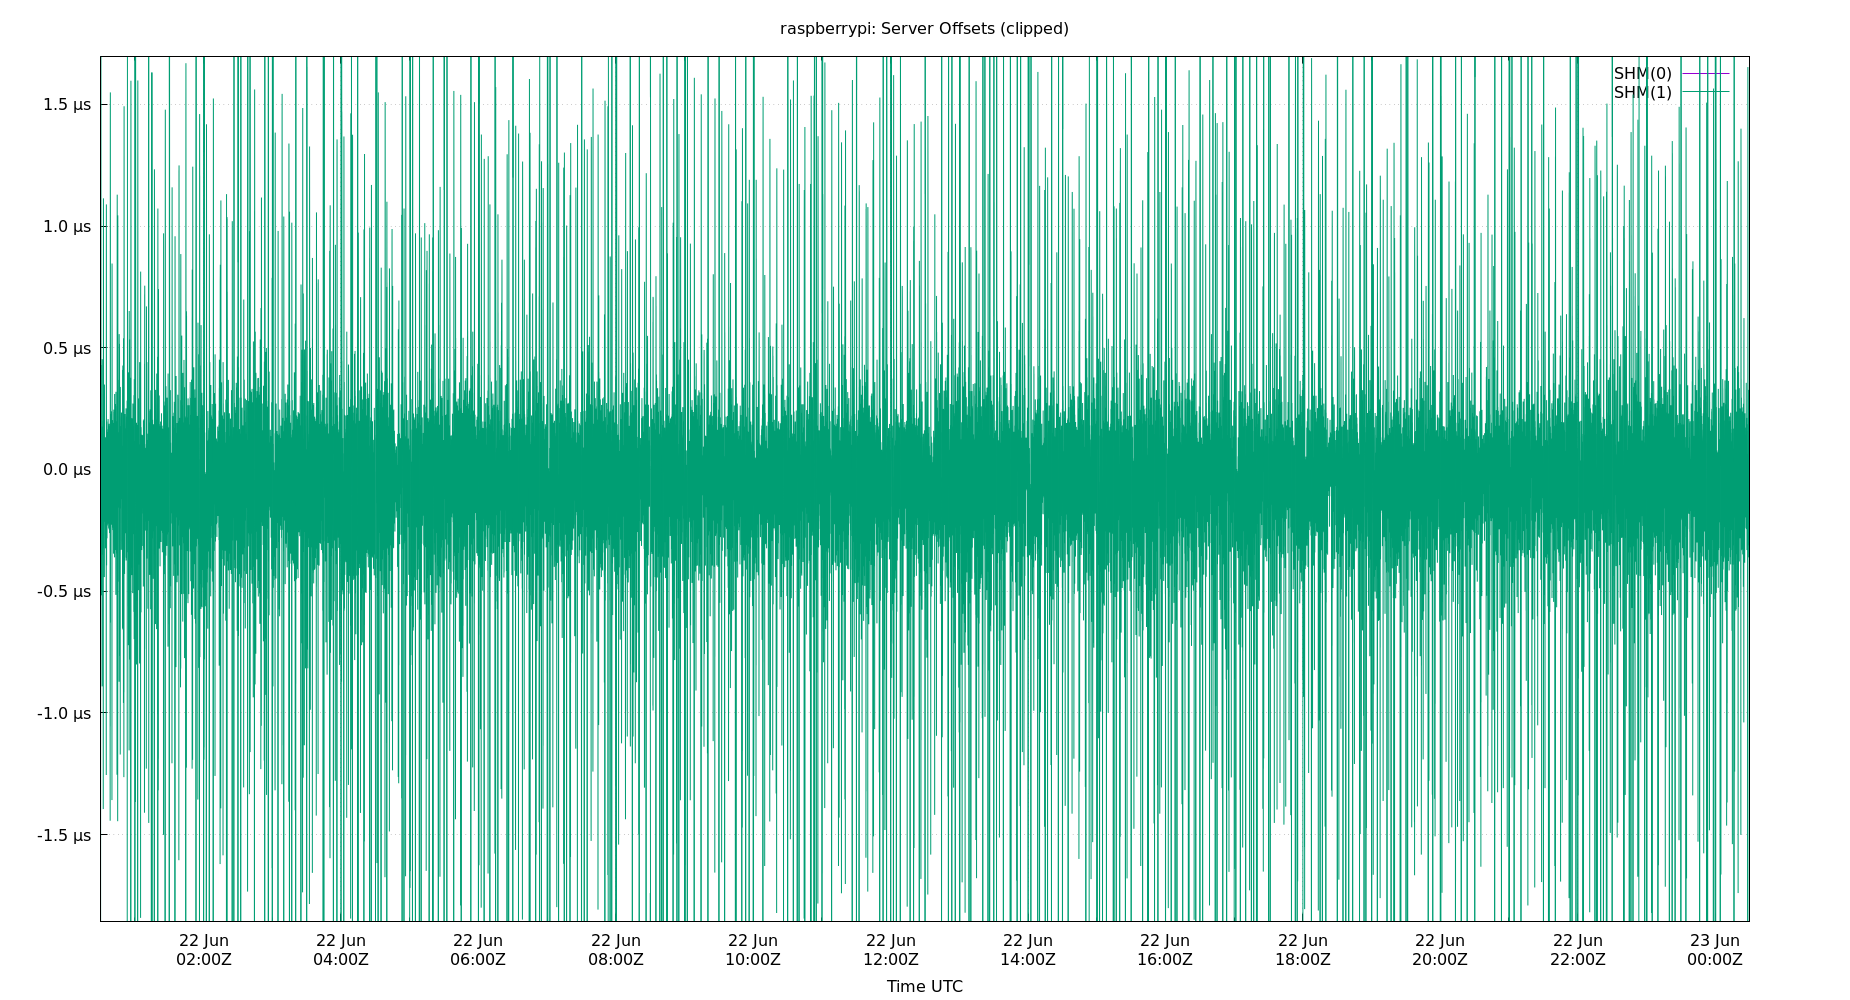 raspberrypi: Server Offsets (clipped)
SHM(0)
SHM(1)
1.5 µs
1.0 µs
0.5 µs
0.0 µs
-0.5 µs
-1.0 µs
-1.5 µs
22 Jun 22 Jun 22 Jun 22 Jun 22 Jun 22 Jun 22 Jun 22 Jun 22 Jun 22 Jun 22 Jun 23 Jun
02:00Z 04:00Z 06:00Z 08:00Z 10:00Z 12:00Z 14:00Z 16:00Z 18:00Z 20:00Z 22:00Z 00:00Z
Time UTC